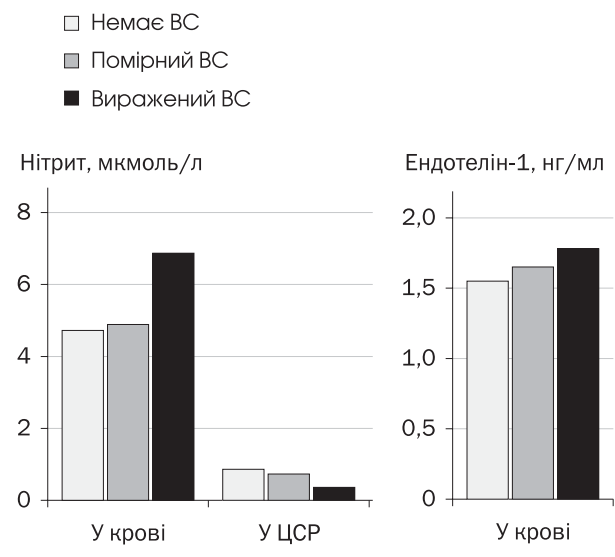 Немає ВС
Помірний ВС
Виражений ВС
Нітрит, мкмоль/л
8
6
4
2
0
У крові
У ЦСР
Ендотелін-1, нг/мл
2,0
1,5
1,0
0,5
0
У крові